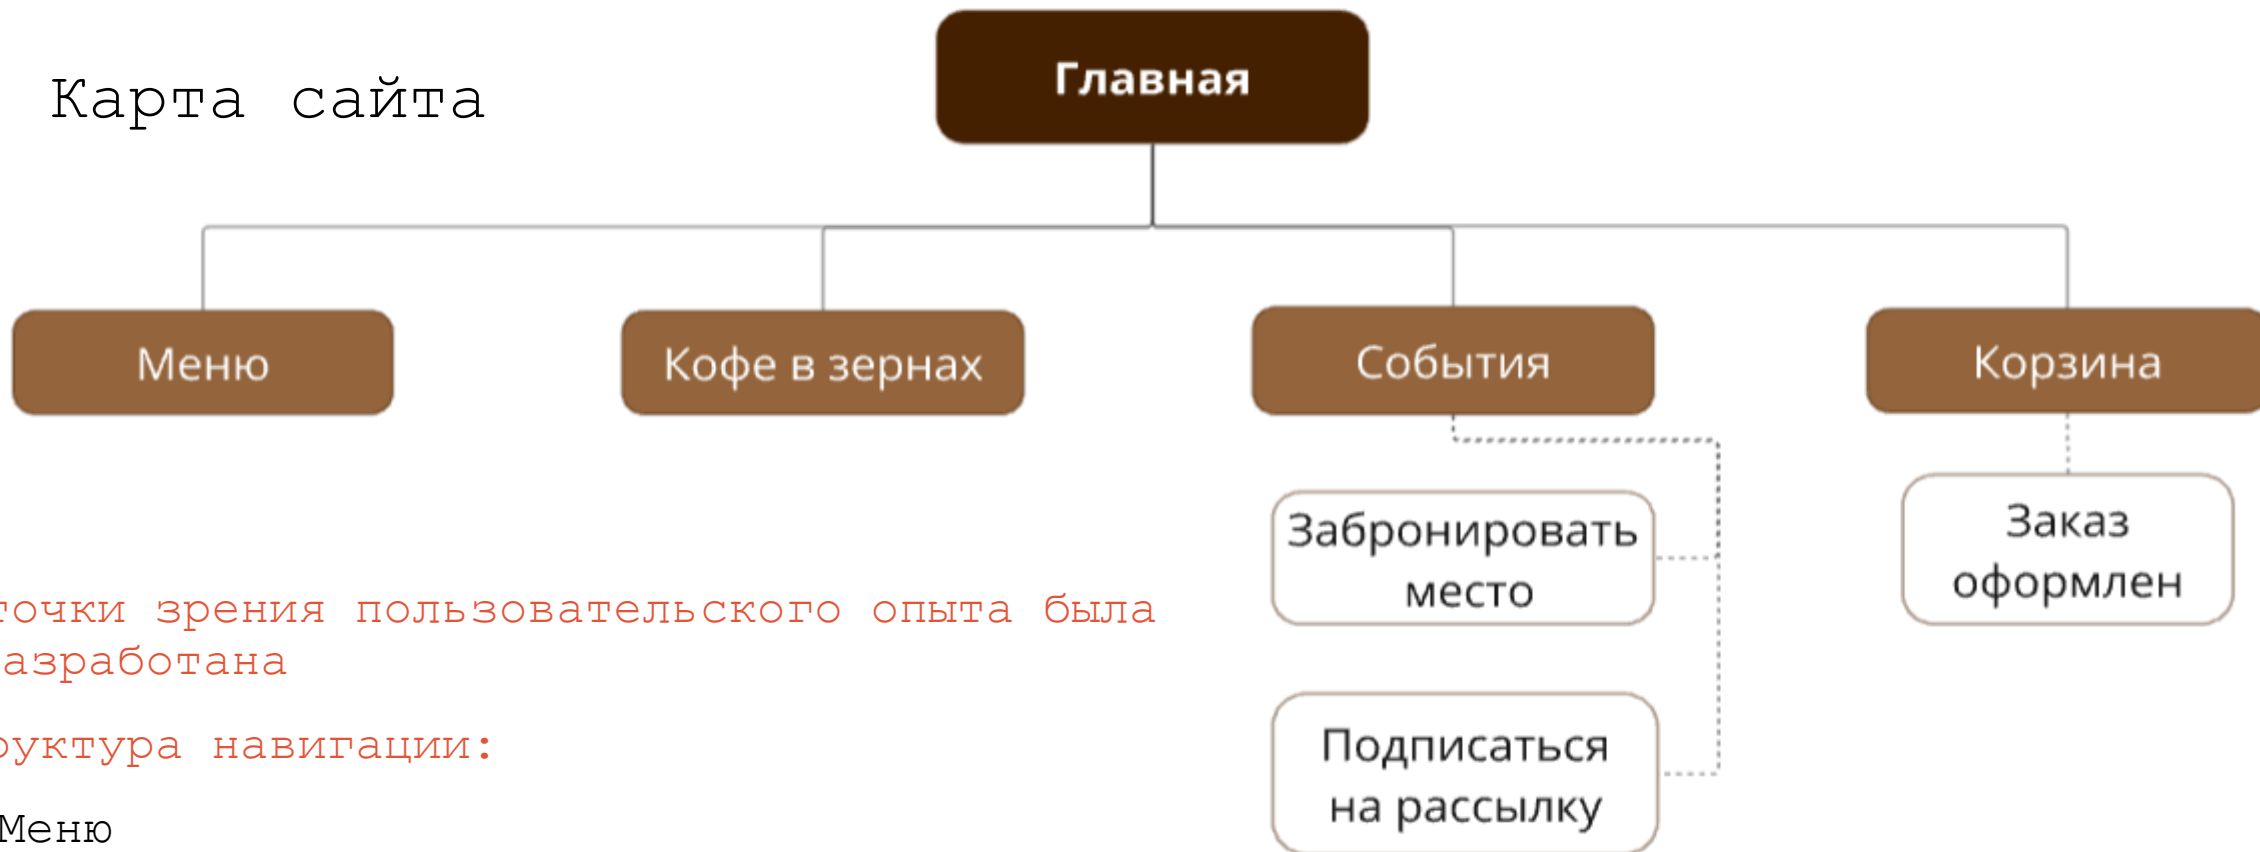 Карта сайта
Главная
Меню
Кофе в зернах
События
Корзина
Забронировать
место
Заказ
оформлен
Подписаться
на рассылку
точки зрения пользовательского опыта была
азработана
руктура навигации:
Меню